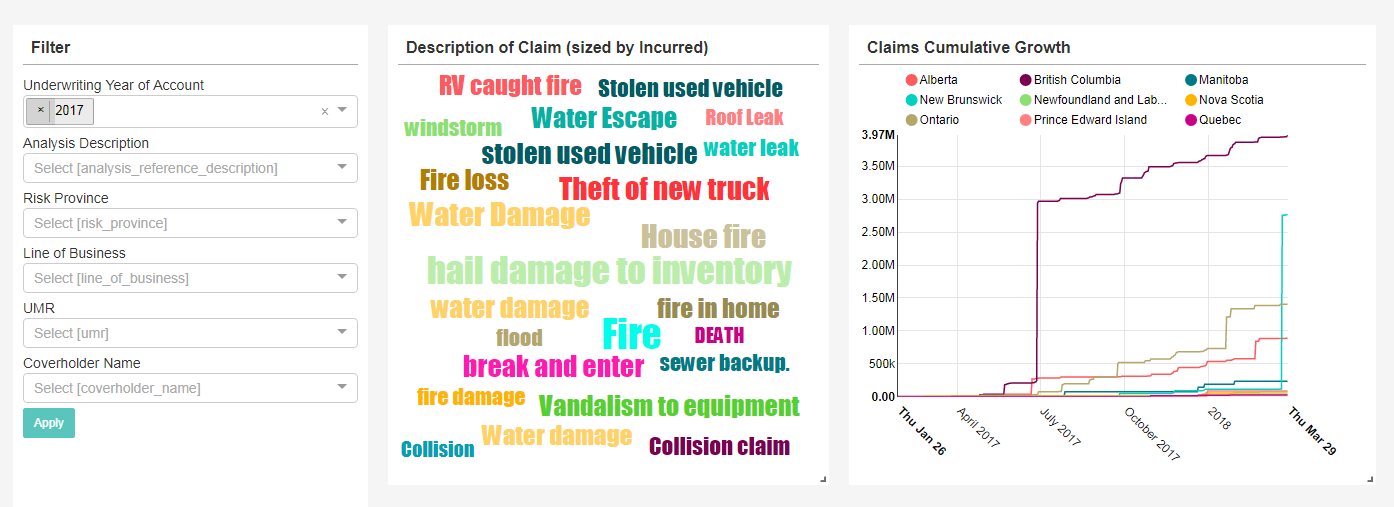 Filter
Underwriting Year of Account
× 2017 ×
Analysis Description
Select [analysis_reference_description]
Risk Province
Select [risk_province]
Line of Business
Select [line_of_business]
UMR
Select [umr]
Coverholder Name
Select [coverholder_name]
Apply
Description of Claim (sized by Incurred)
RV caught fire
Stolen used vehicle
windstorm
Water Escape
Roof Leak
stolen used vehicle
water leak
Fire loss
Theft of new truck
Water Damage
House fire
hail damage to inventory
water damage
fire in home
flood
Fire
DEATH
break and enter
sewer backup.
fire damage
Vandalism to equipment
Water damage
Collision
Collision claim
Claims Cumulative Growth
Alberta British Columbia Manitoba
New Brunswick Newfoundland and Lab... Nova Scotia
Ontario Prince Edward Island Quebec
3.97M
3.50M
3.00M
2.50M
2.00M
1.50M
1.00M
500k
0.00
Thu Jan 26
April 2017
July 2017
October 2017
2018
Thu Mar 29